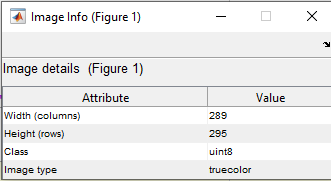 Image Info (Figure 1)
Image details (Figure 1)
Attribute Value
Width (columns) 289
Height (rows) 295
Class uint8
Image type truecolor